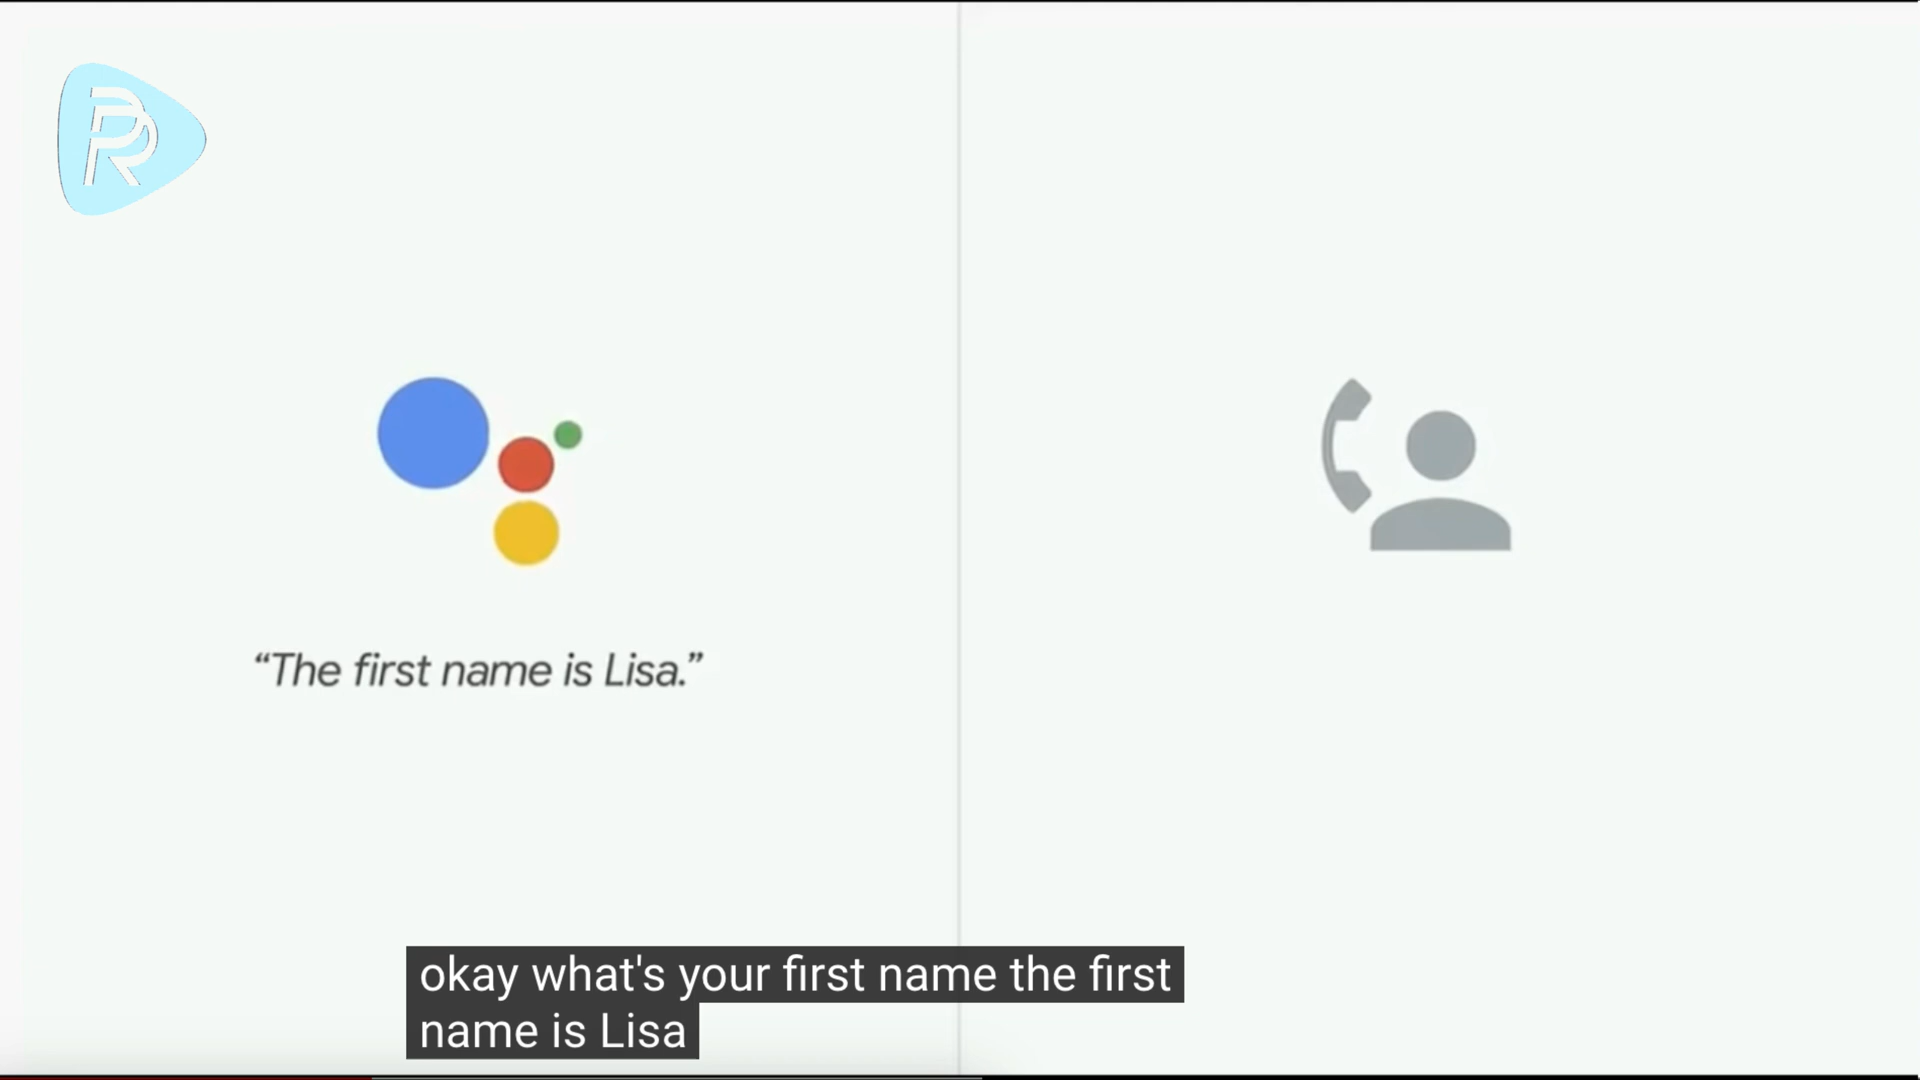 “The first name is Lisa.”
okay what's your first name the first
name is Lisa